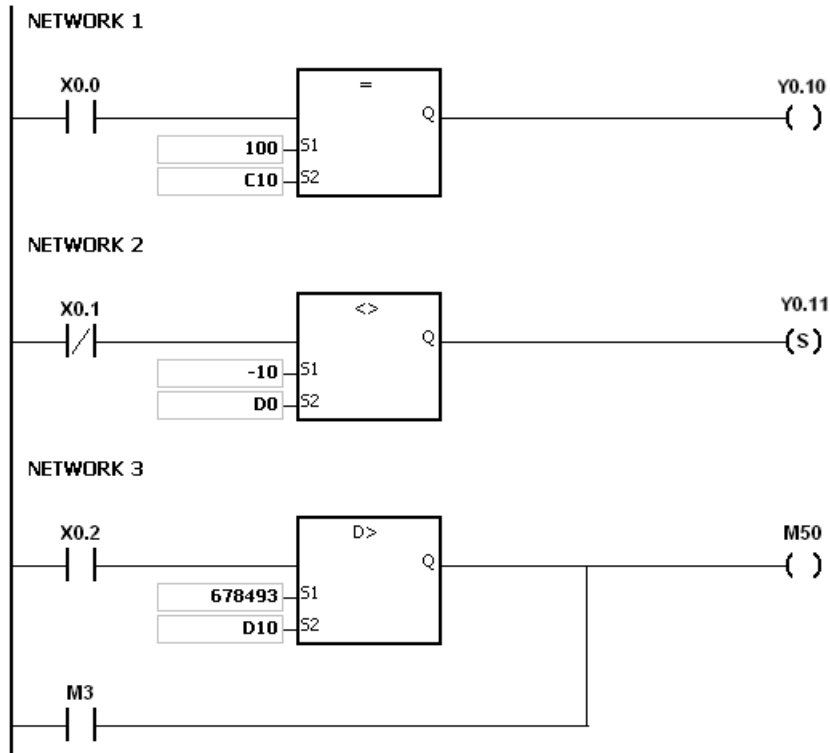 NETWORK 1
X0.0
=
Y0.10
Q
100 S1
C10 S2
NETWORK 2
X0.1
<>
Y0.11
Q
(S)
-10 S1
D0 S2
NETWORK 3
X0.2
D>
M50
Q
678493 S1
D10 S2
M3